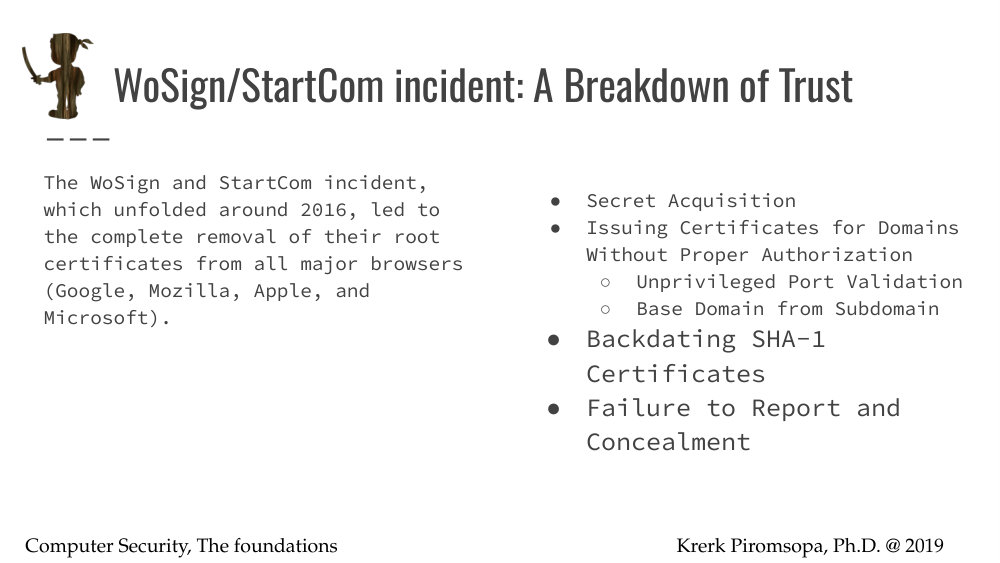 WoSign/StartCom incident: A Breakdown of Trust
The WoSign and StartCom incident,
which unfolded around 2016, led to
the complete removal of their root
certificates from all major browsers
(Google, Mozilla, Apple, and
Microsoft).
● Secret Acquisition
● Issuing Certificates for Domains
Without Proper Authorization
○ Unprivileged Port Validation
○ Base Domain from Subdomain
● Backdating SHA-1
Certificates
● Failure to Report and
Concealment
Computer Security, The foundations
Krerk Piromsopa, Ph.D. @ 2019